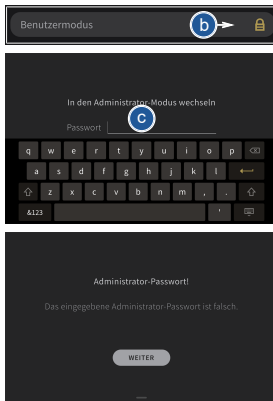 Benutzermodus b
In den Administrator-Modus wechseln
c
Passwort
q w e r t y u i o p
a s d f g h j k l
z x c v b n m , .
&123 '
Administrator-Passwort!
Das eingegebene Administrator-Passwort ist falsch.
WEITER